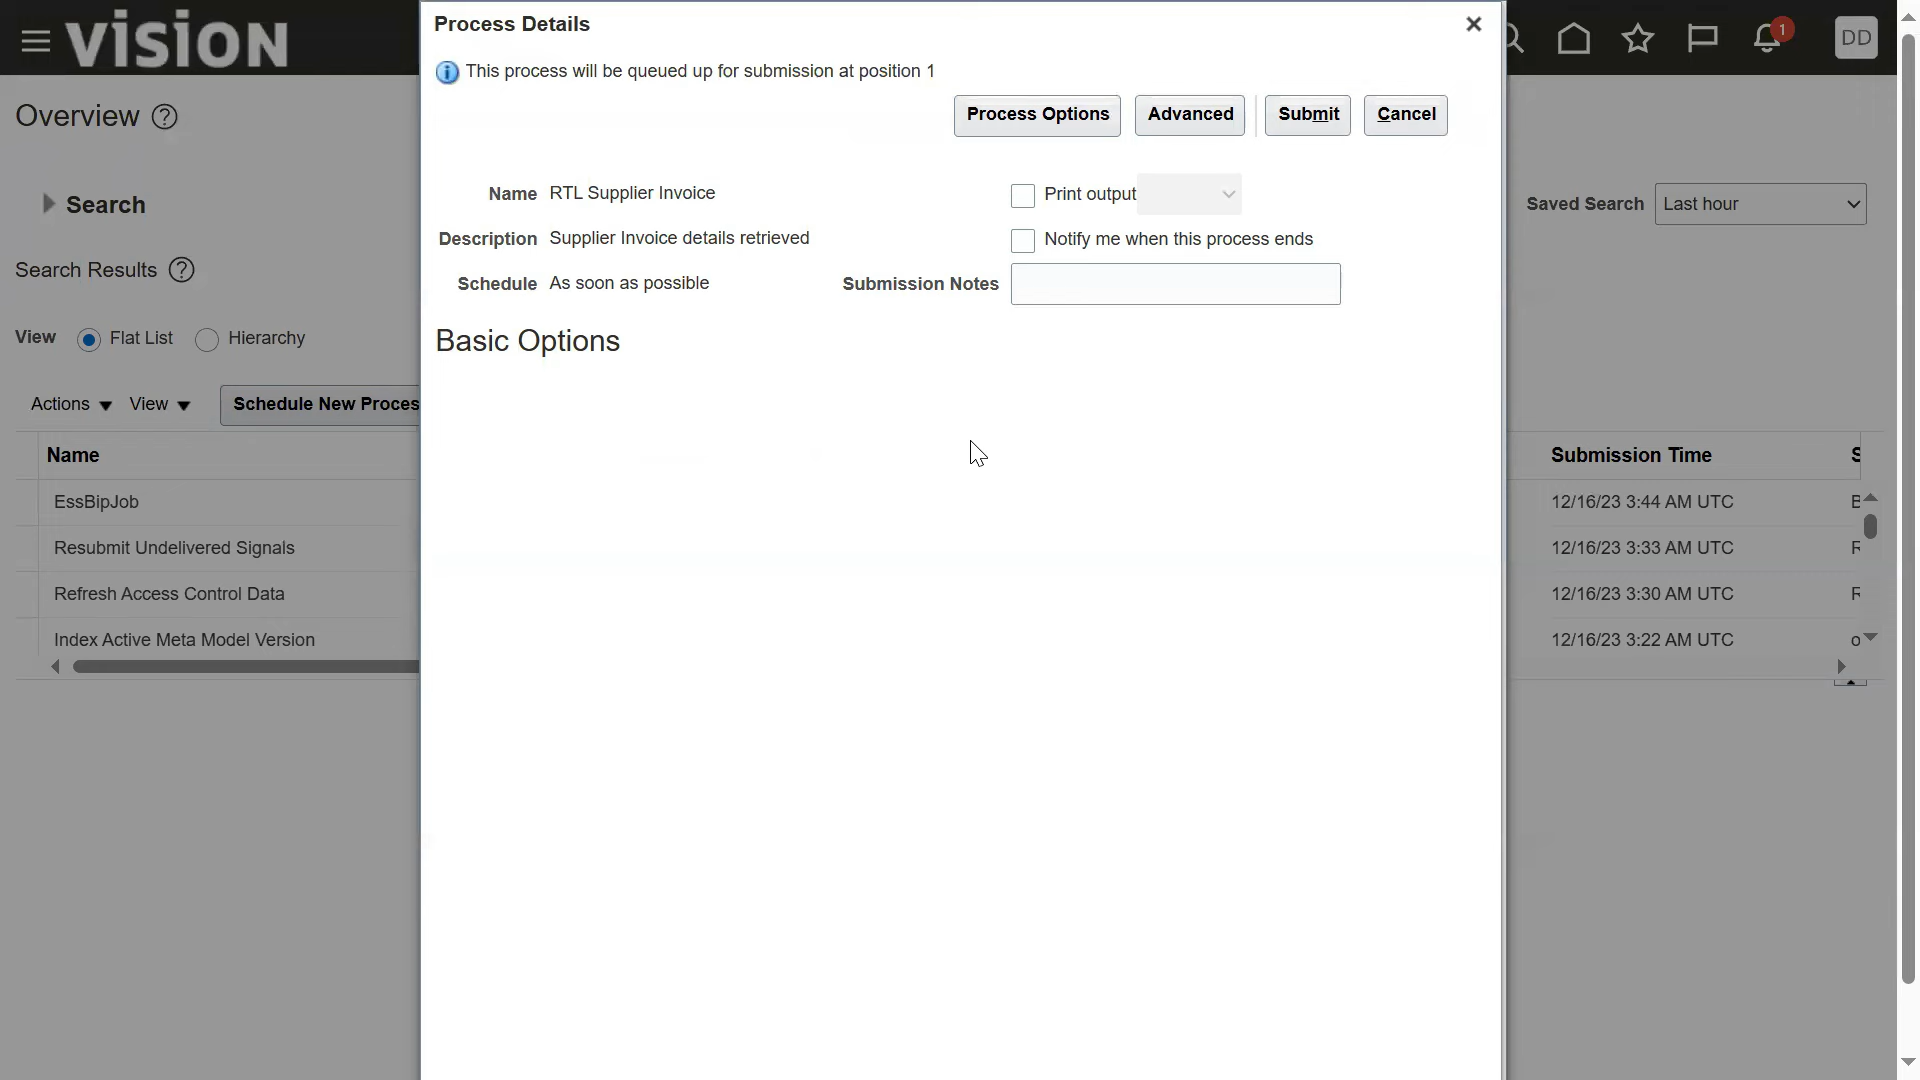 vision
Process Details
This process will be queued up for submission at position 1
1
DD
Process Options
Advanced
Submit
Cancel
Overview
Name RTL Supplier Invoice
Print output
Search
Saved Search Last hour
Description Supplier Invoice details retrieved
Notify me when this process ends
Search Results
Schedule As soon as possible
Submission Notes
View Flat List Hierarchy
Basic Options
Actions View Schedule New Proces
Name
Submission Time S
EssBipJob
12/16/23 3:44 AM UTC
Resubmit Undelivered Signals
12/16/23 3:33 AM UTC
Refresh Access Control Data
12/16/23 3:30 AM UTC
Index Active Meta Model Version
12/16/23 3:22 AM UTC